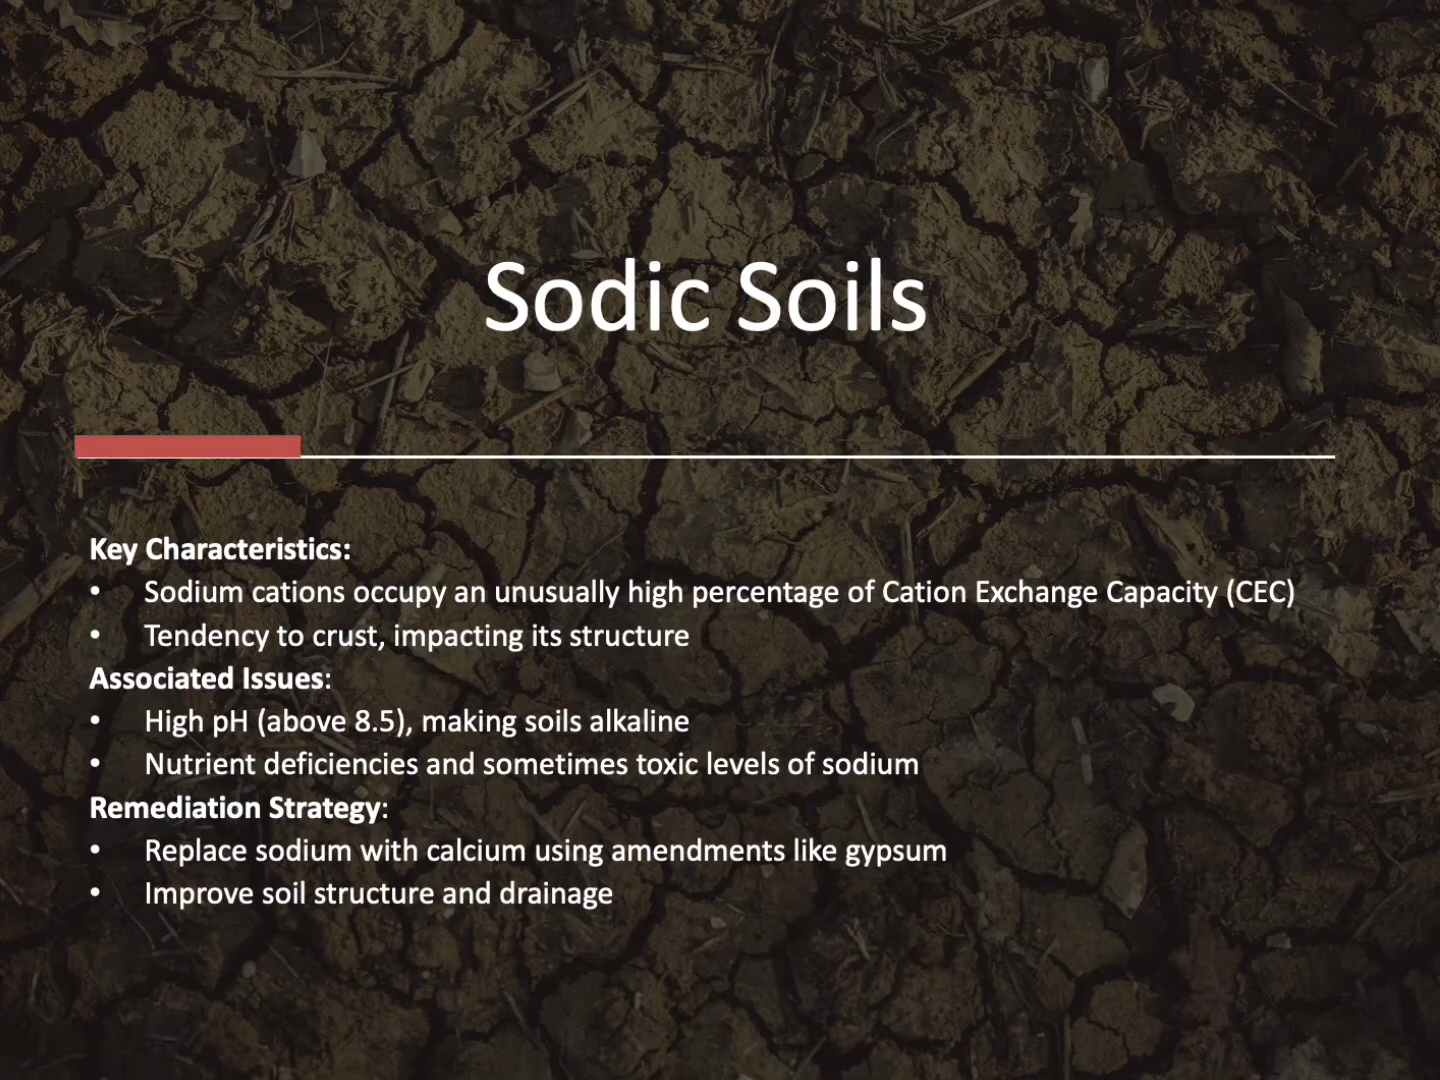 Sodic Soils
Key Characteristics:
• Sodium cations occupy an unusually high percentage of Cation Exchange Capacity (CEC)
• Tendency to crust, impacting its structure
Associated Issues:
• High pH (above 8.5), making soils alkaline
• Nutrient deficiencies and sometimes toxic levels of sodium
Remediation Strategy:
• Replace sodium with calcium using amendments like gypsum
• Improve soil structure and drainage